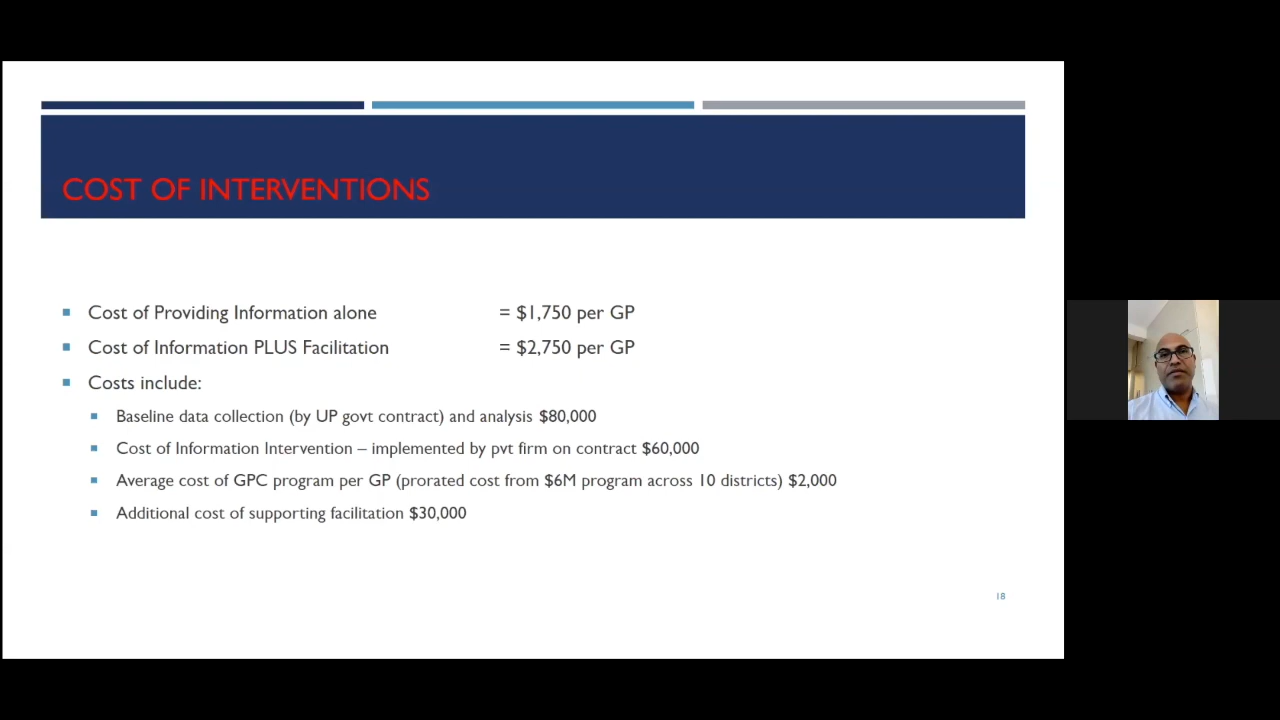 COST OF INTERVENTIONS
Cost of Providing Information alone = $1,750 per GP
Cost of Information PLUS Facilitation = $2,750 per GP
Costs include:
Baseline data collection (by UP govt contract) and analysis $80,000
Cost of Information Intervention – implemented by pvt firm on contract $60,000
Average cost of GPC program per GP (prorated cost from $6M program across 10 districts) $2,000
Additional cost of supporting facilitation $30,000
18